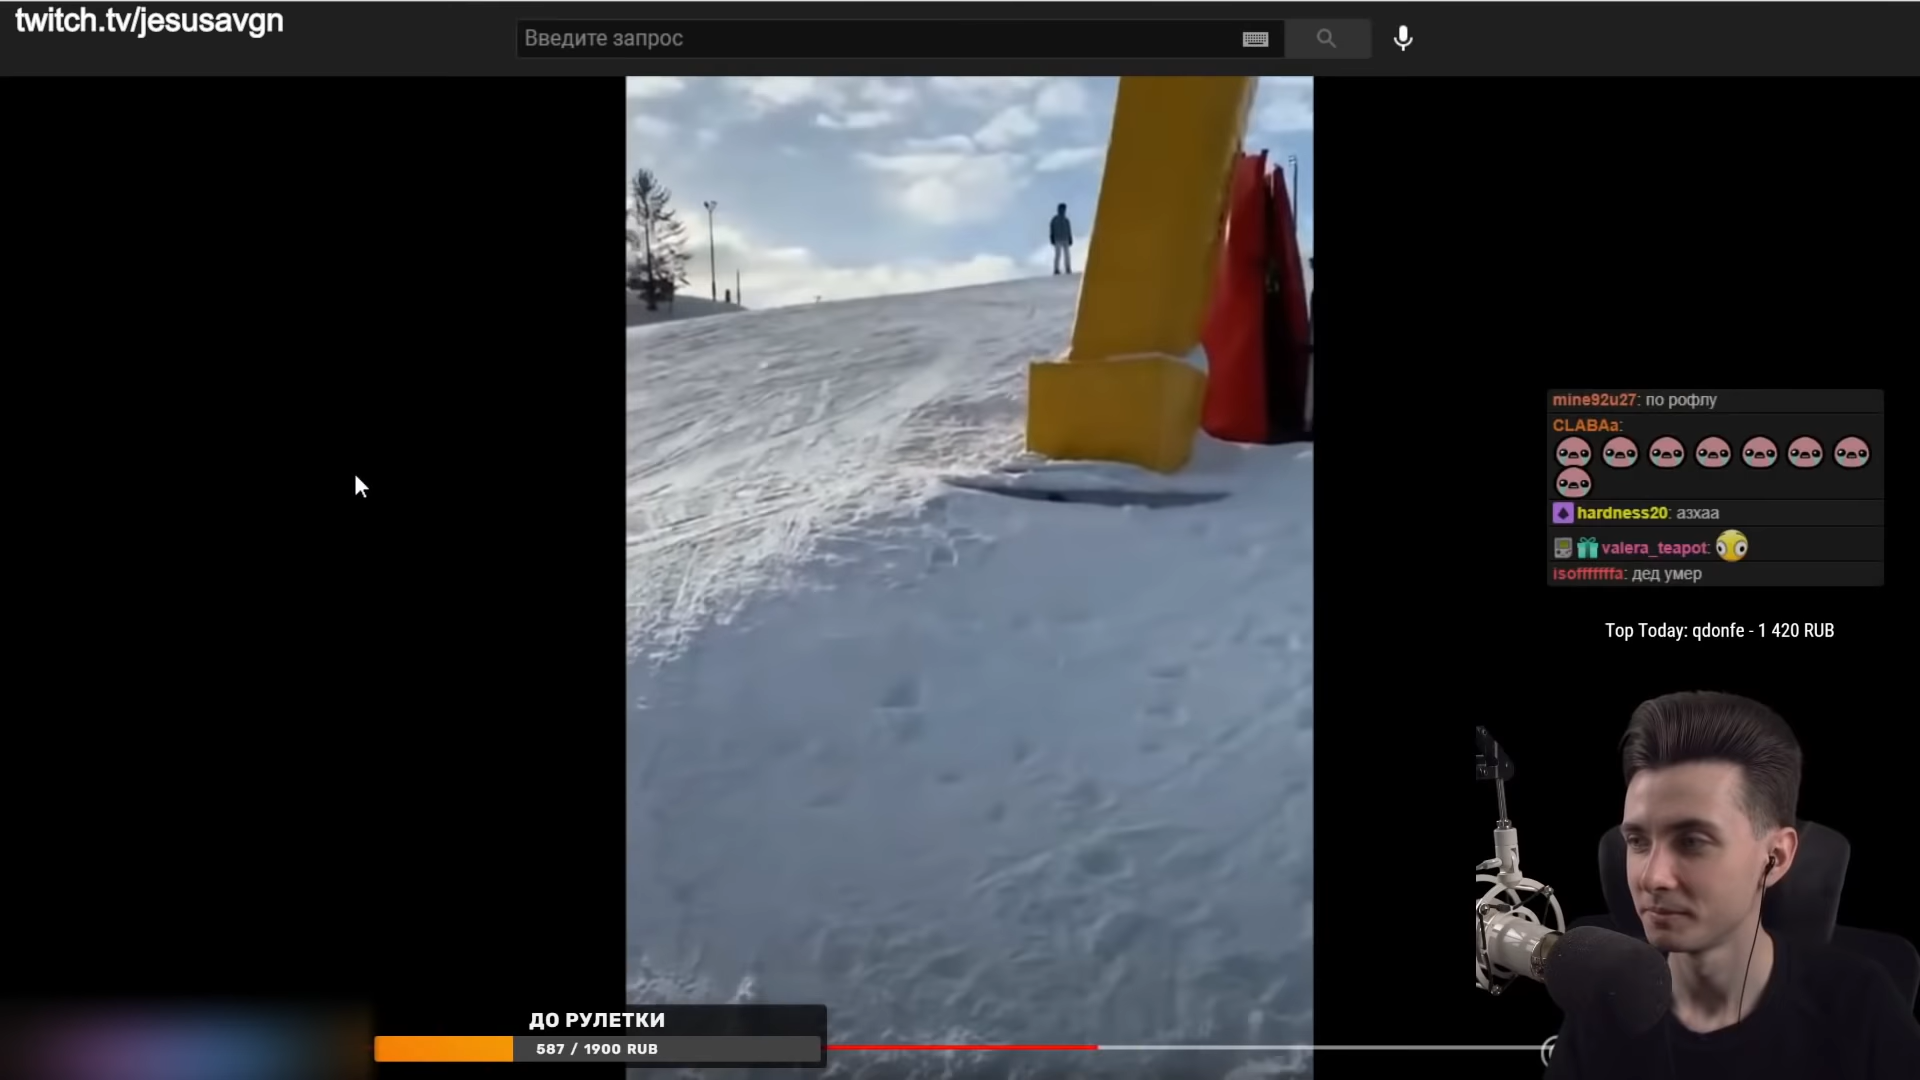 twitch.tv/jesusavgn
Введите запрос
mine92u27: по рофлу
CLABAa:
hardness20: азхаа
valera_teapot:
isofffffffa: дед умер
Top Today: qdonfe - 1 420 RUB
ДО РУЛЕТКИ
587 / 1900 RUB